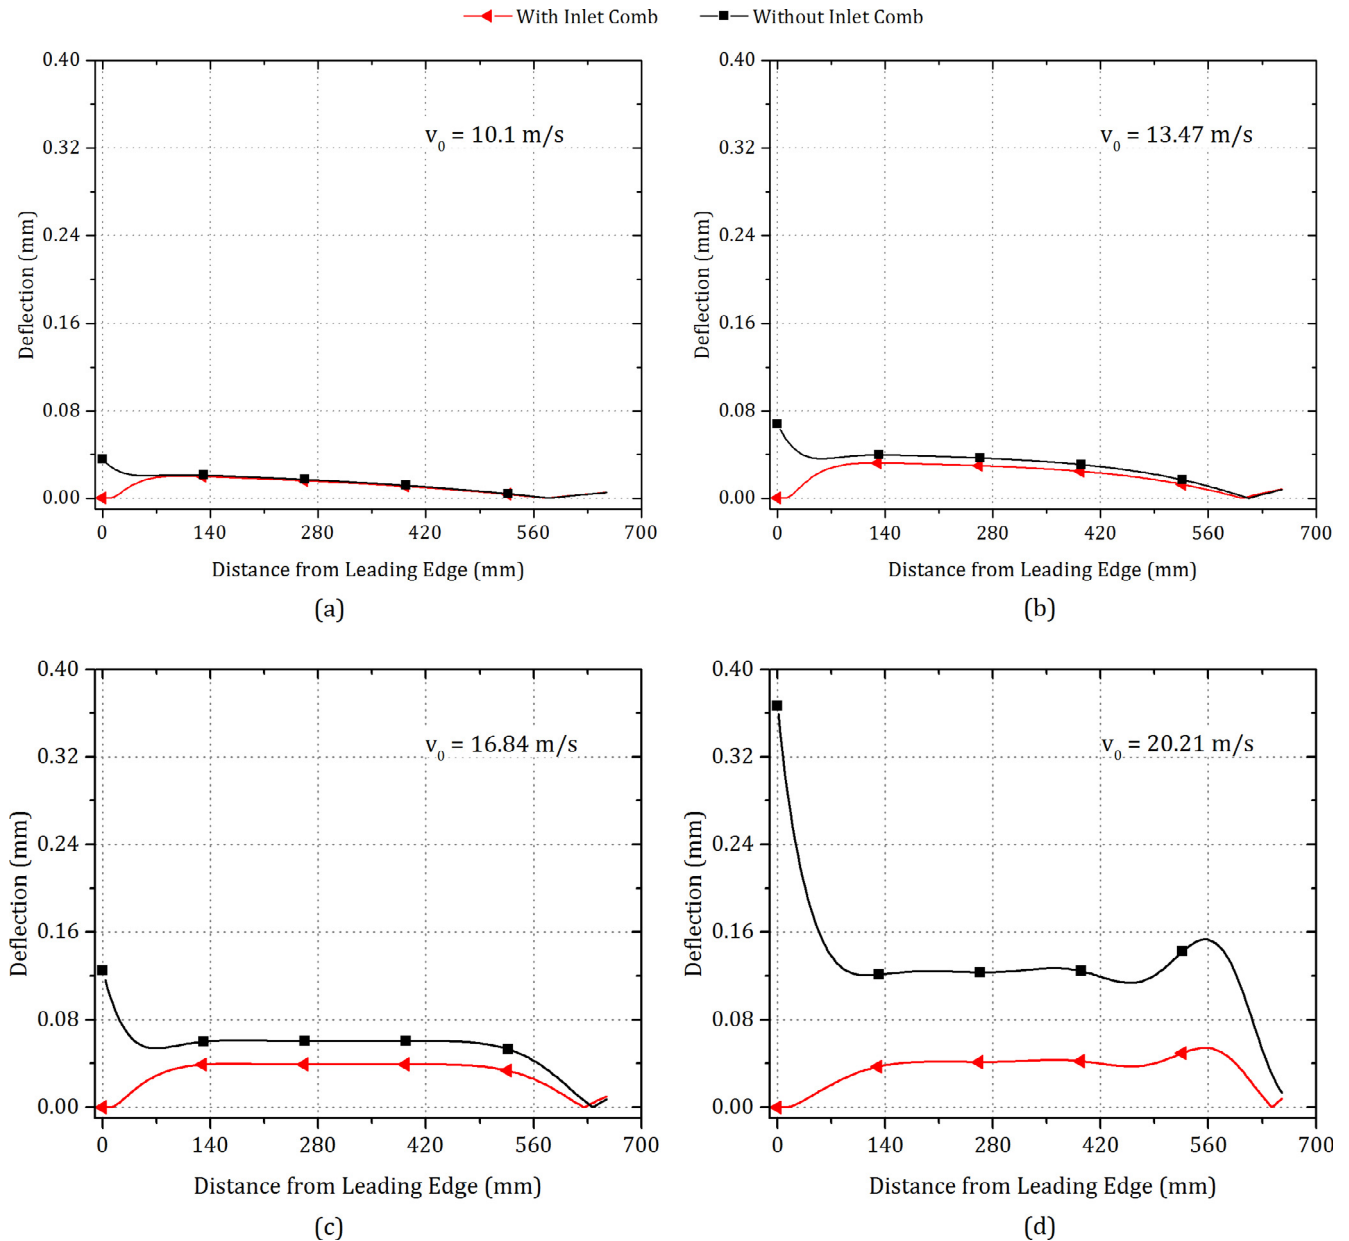 With Inlet Comb Without Inlet Comb
0.40
0.32
0.24
0.16
0.08
0.00
Deflection (mm)
v0 = 10.1 m/s
0 140 280 420 560 700
Distance from Leading Edge (mm)
(a)
0.40
0.32
0.24
0.16
0.08
0.00
Deflection (mm)
v0 = 13.47 m/s
0 140 280 420 560 700
Distance from Leading Edge (mm)
(b)
0.40
0.32
0.24
0.16
0.08
0.00
Deflection (mm)
v0 = 16.84 m/s
0 140 280 420 560 700
Distance from Leading Edge (mm)
(c)
0.40
0.32
0.24
0.16
0.08
0.00
Deflection (mm)
v0 = 20.21 m/s
0 140 280 420 560 700
Distance from Leading Edge (mm)
(d)